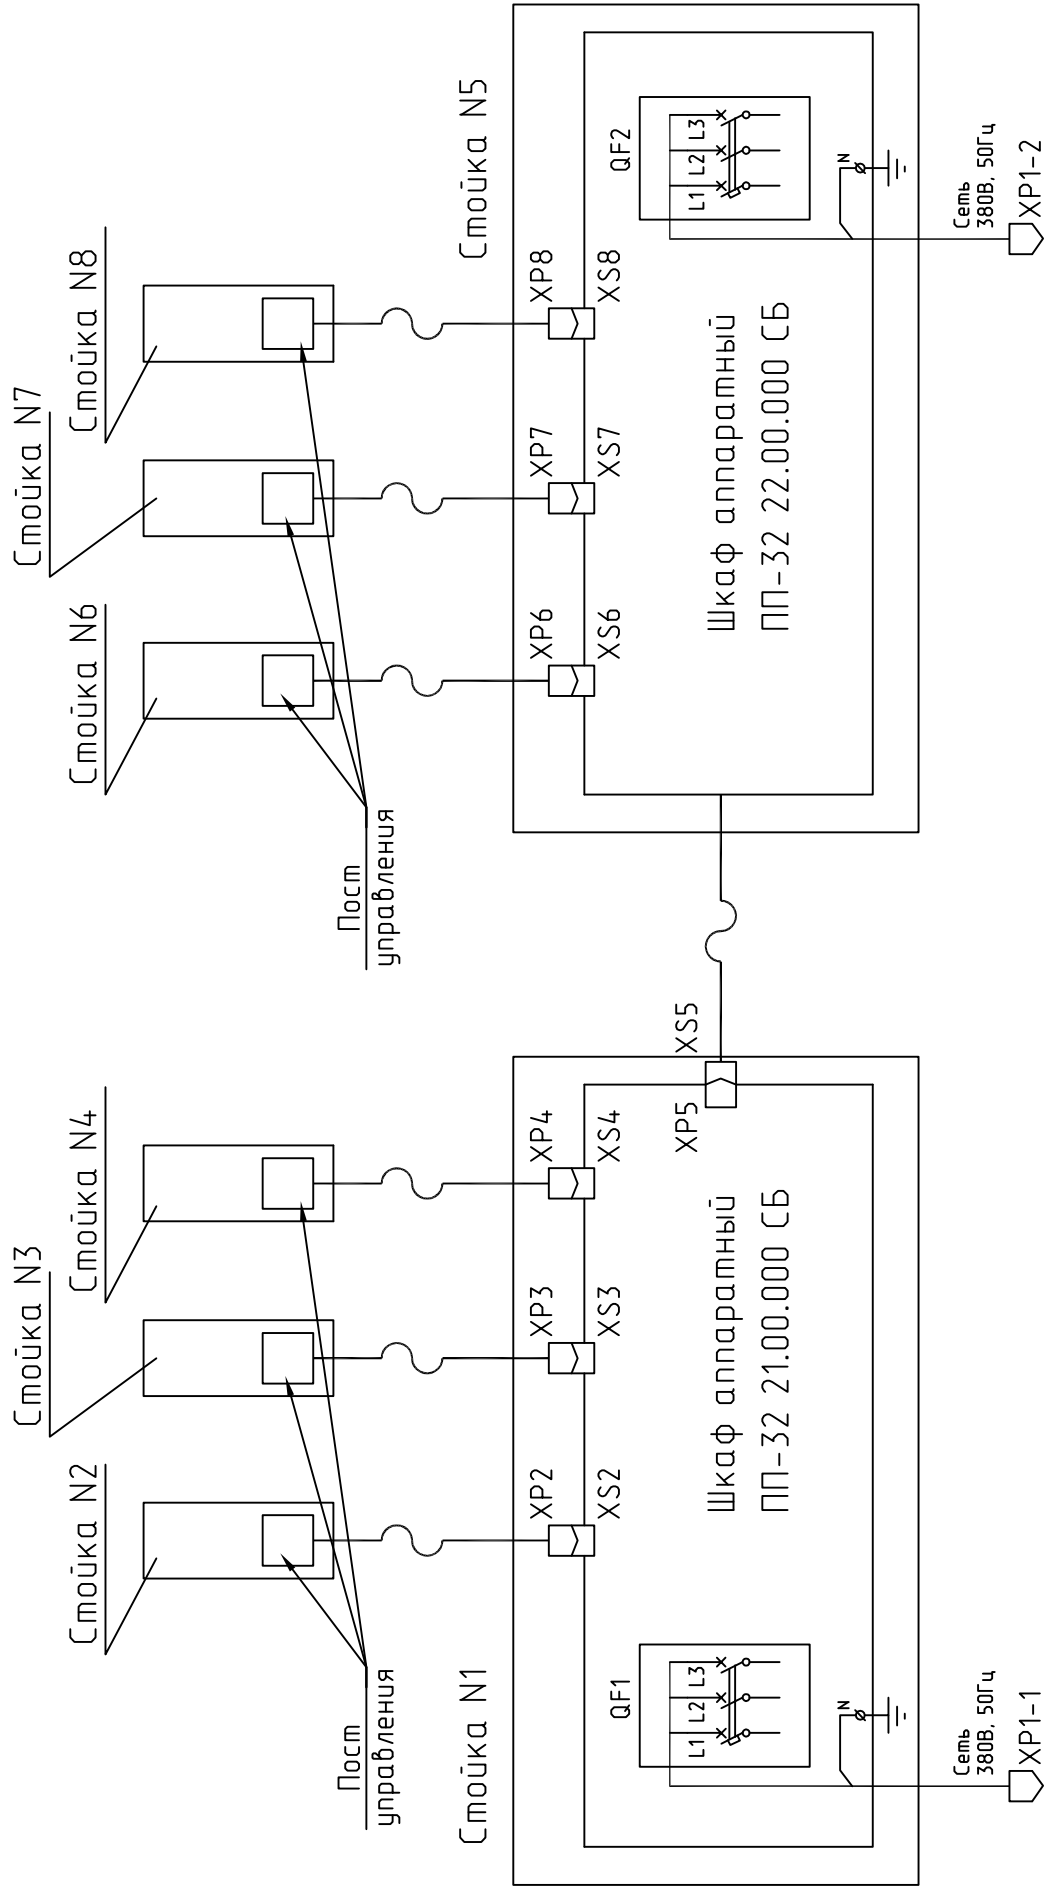 Стойка N3
Стойка N7
Стойка N2
Стойка N4
Стойка N6
Стойка N8
Пост
управления
Пост
управления
Стойка N1
Стойка N5
XP2
XP3
XP4
XP6
XP7
XP8
XS2
XS3
XS4
XS6
XS7
XS8
QF1
L1 L2 L3
XP5
XS5
QF2
L1 L2 L3
Шкаф аппаратный
ПП-32 21.00.000 СБ
Шкаф аппаратный
ПП-32 22.00.000 СБ
N
N
Сеть
380В, 50Гц
XP1-1
Сеть
380В, 50Гц
XP1-2